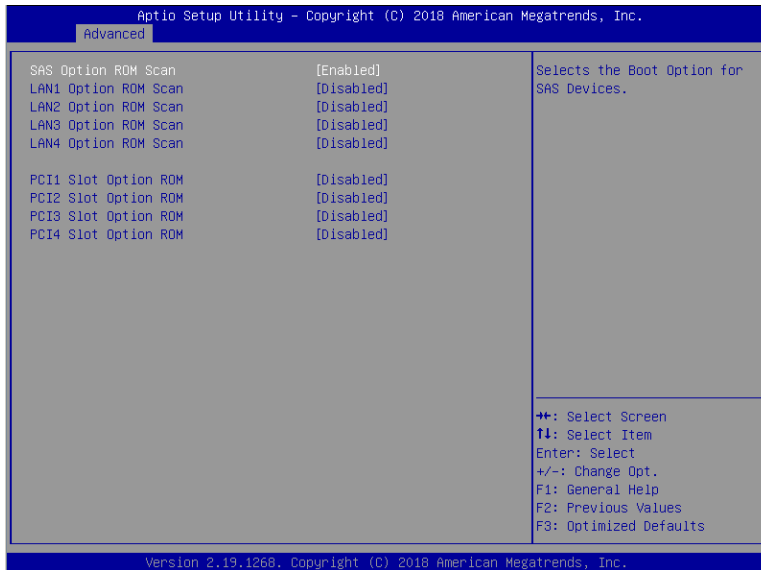 Aptio Setup Utility – Copyright (C) 2018 American Megatrends, Inc.
Advanced
SAS Option ROM Scan [Enabled]
LAN1 Option ROM Scan [Disabled]
LAN2 Option ROM Scan [Disabled]
LAN3 Option ROM Scan [Disabled]
LAN4 Option ROM Scan [Disabled]
PCI1 Slot Option ROM [Disabled]
PCI2 Slot Option ROM [Disabled]
PCI3 Slot Option ROM [Disabled]
PCI4 Slot Option ROM [Disabled]
Selects the Boot Option for
SAS Devices.
→←: Select Screen
↑↓: Select Item
Enter: Select
+/-: Change Opt.
F1: General Help
F2: Previous Values
F3: Optimized Defaults
Version 2.19.1268. Copyright (C) 2018 American Megatrends, Inc.